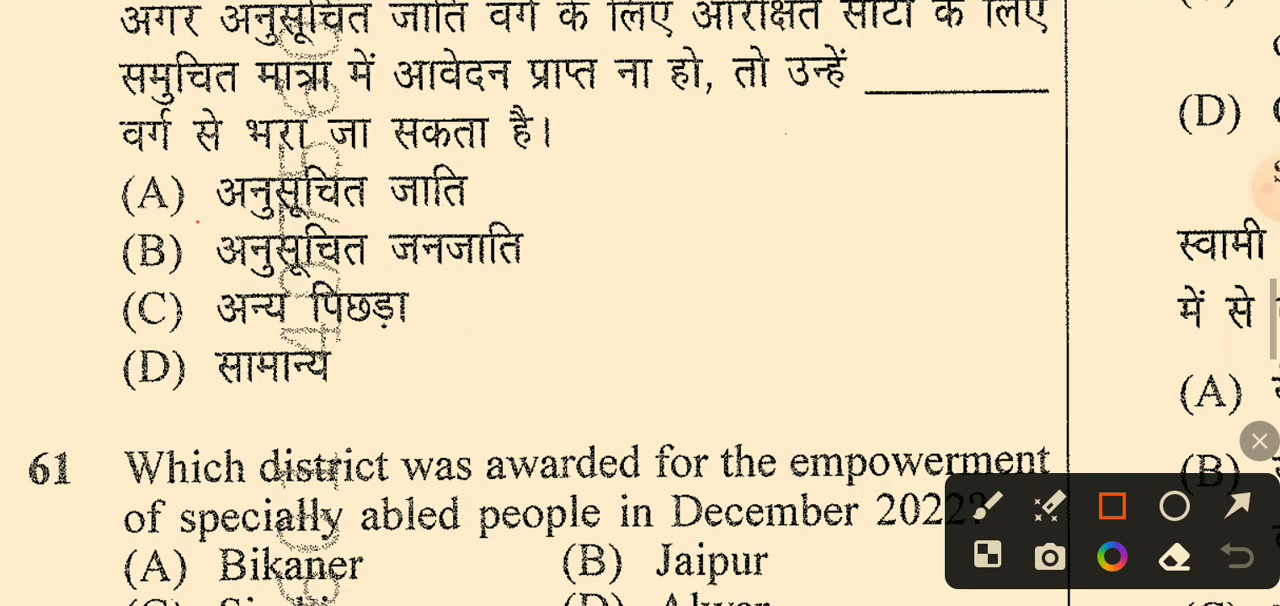 अगर अनुसूचित जाति वर्ग के लिए आरक्षित सीटों के लिए
समुचित मात्रा में आवेदन प्राप्त ना हो, तो उन्हें ________
वर्ग से भरा जा सकता है।
(A) अनुसूचित जाति
(B) अनुसूचित जनजाति
(C) अन्य पिछड़ा
(D) सामान्य
61 Which district was awarded for the empowerment
of specially abled people in December 2022?
(A) Bikaner (B) Jaipur
(D) Alwar
(D)
स्वामी
में से
(A)
(B)